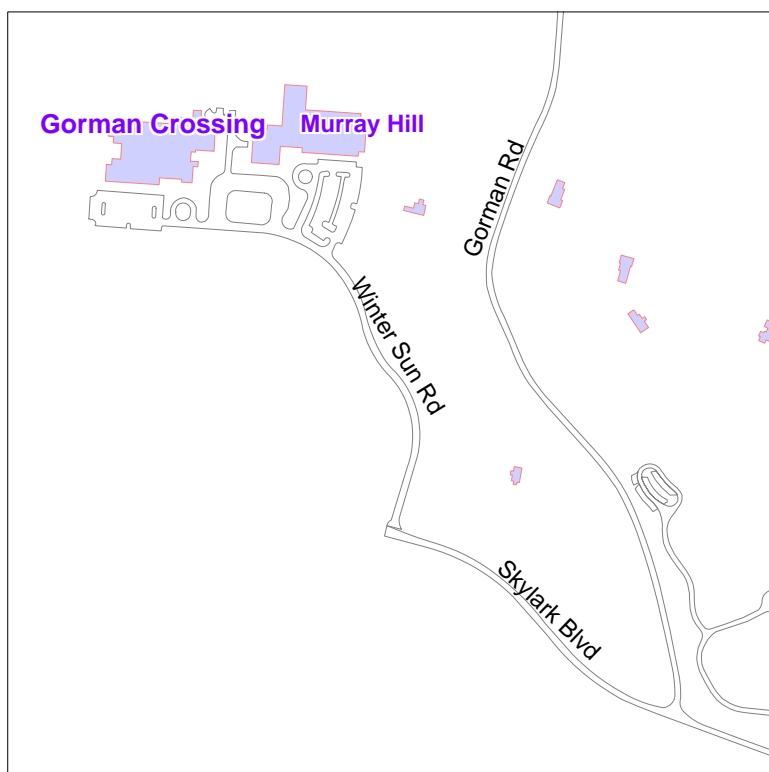 Gorman Crossing
Murray Hill
Gorman Rd
Winter Sun Rd
Skylark Blvd